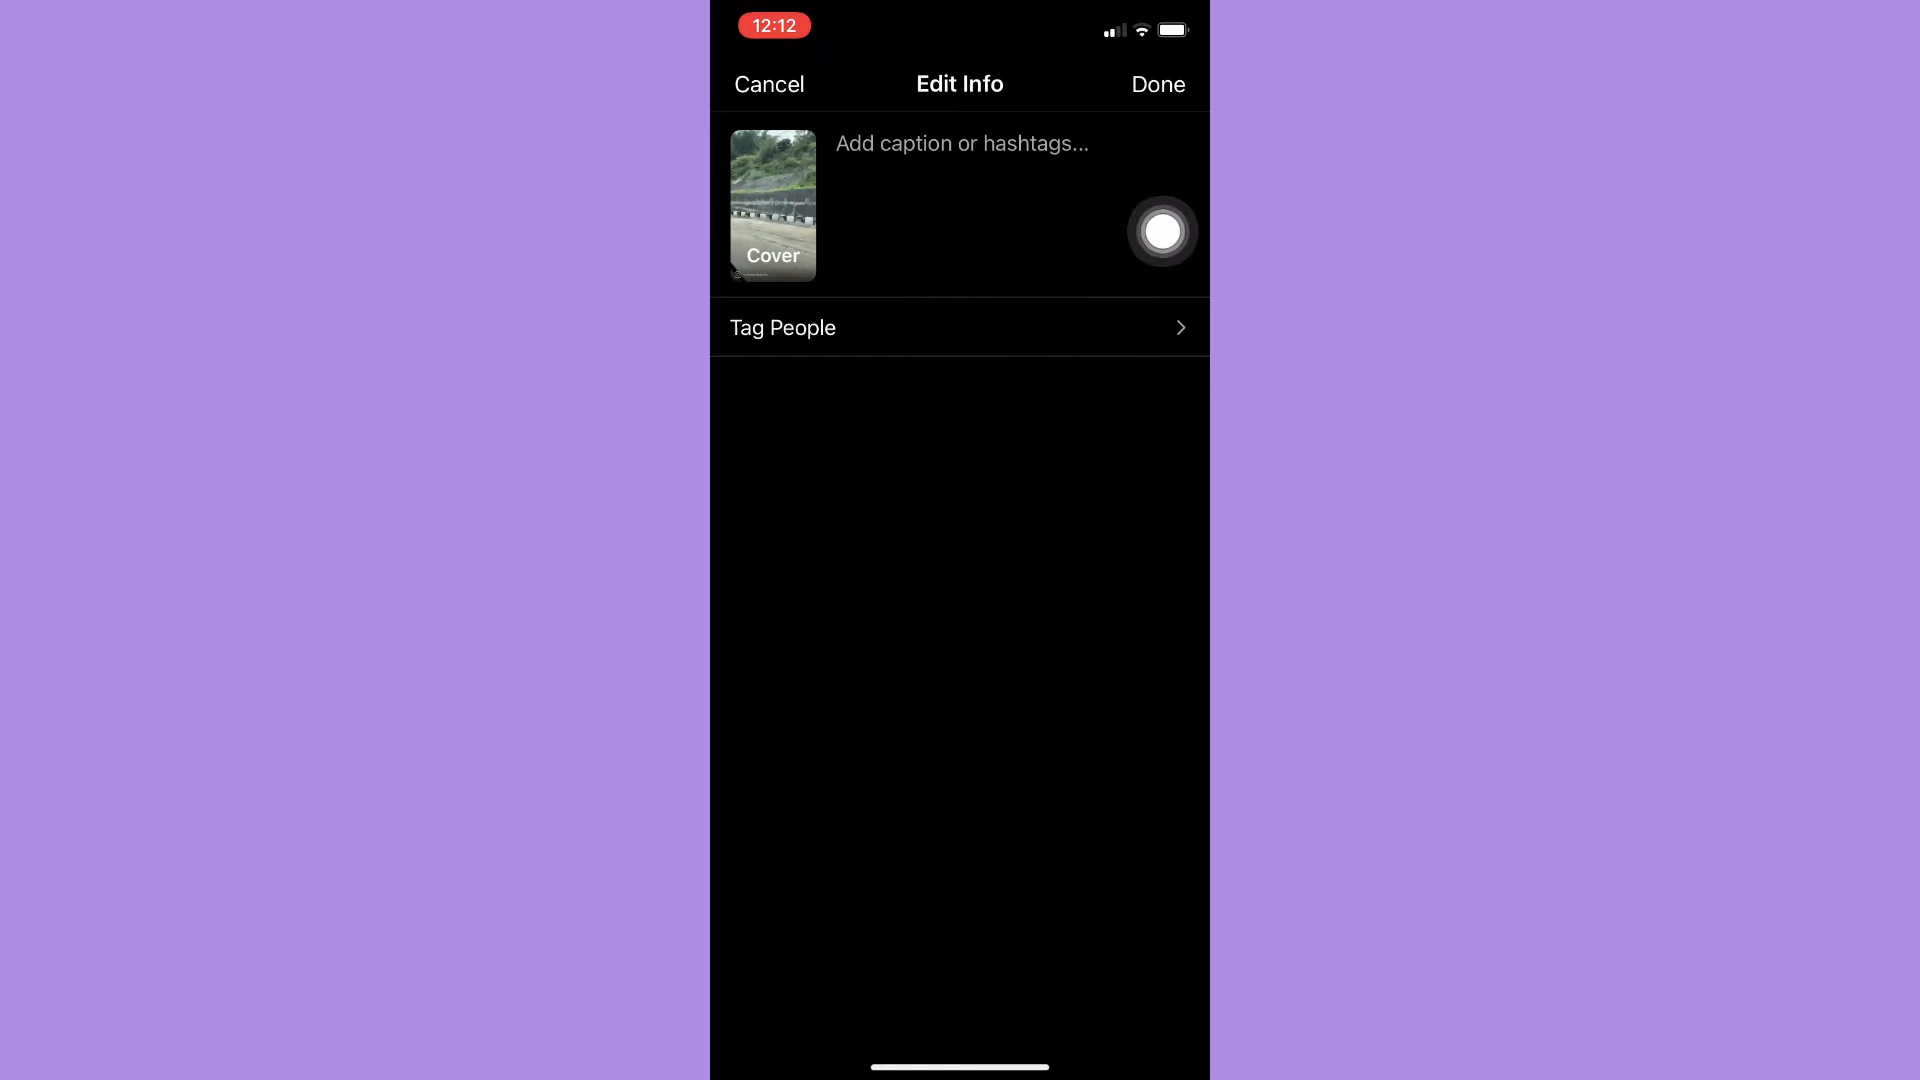 12:12
Cancel
Edit Info
Done
Add caption or hashtags...
Cover
Tag People